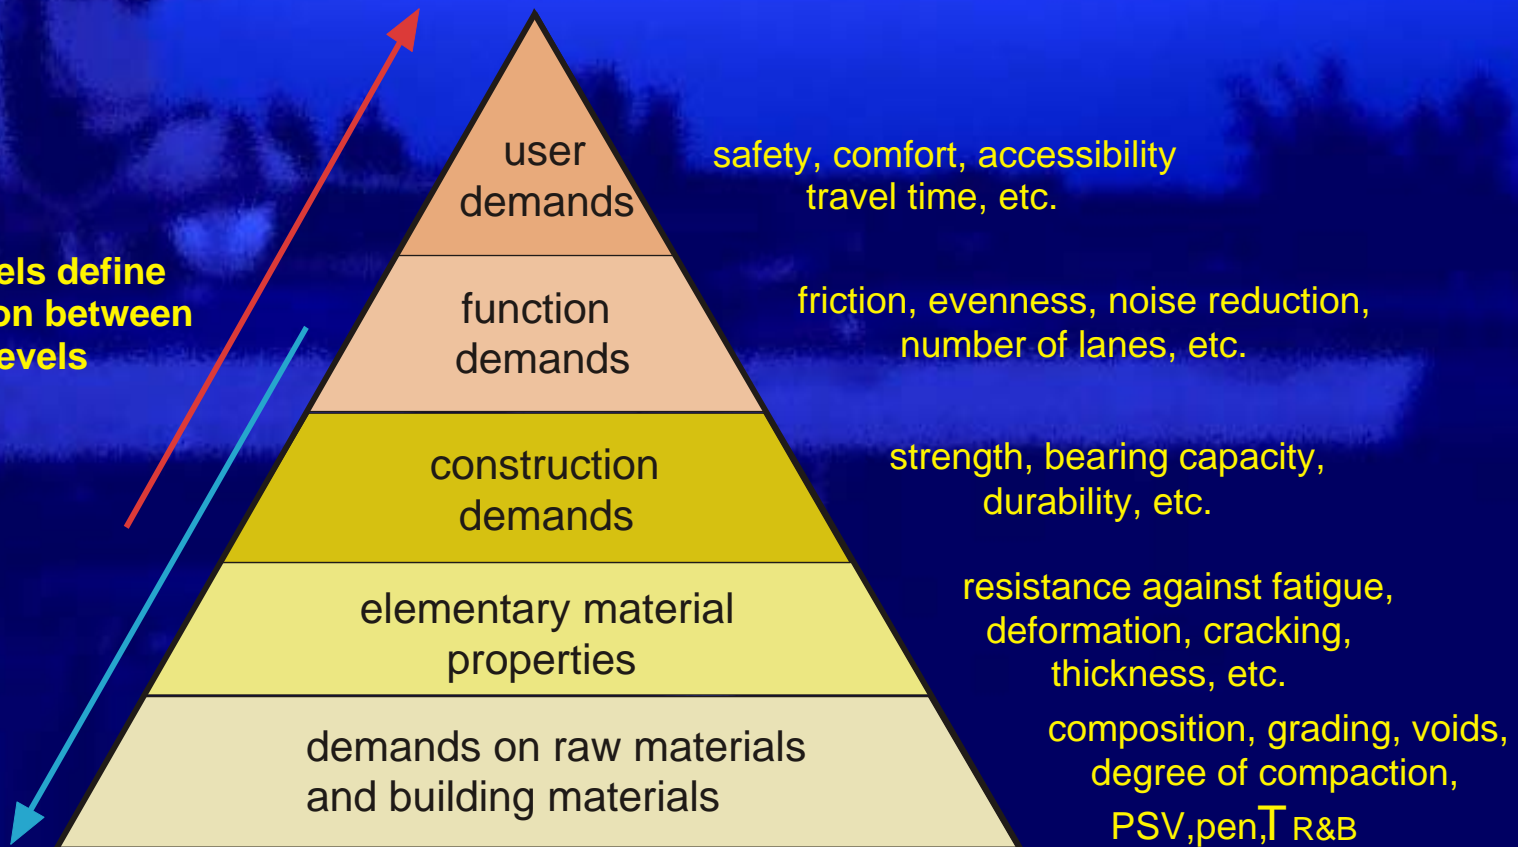 user
demands
safety, comfort, accessibility
travel time, etc.
els define
on between
evels
function
demands
friction, evenness, noise reduction,
number of lanes, etc.
construction
demands
strength, bearing capacity,
durability, etc.
elementary material
properties
resistance against fatigue,
deformation, cracking,
thickness, etc.
demands on raw materials
and building materials
composition, grading, voids,
degree of compaction,
PSV,pen,T R&B